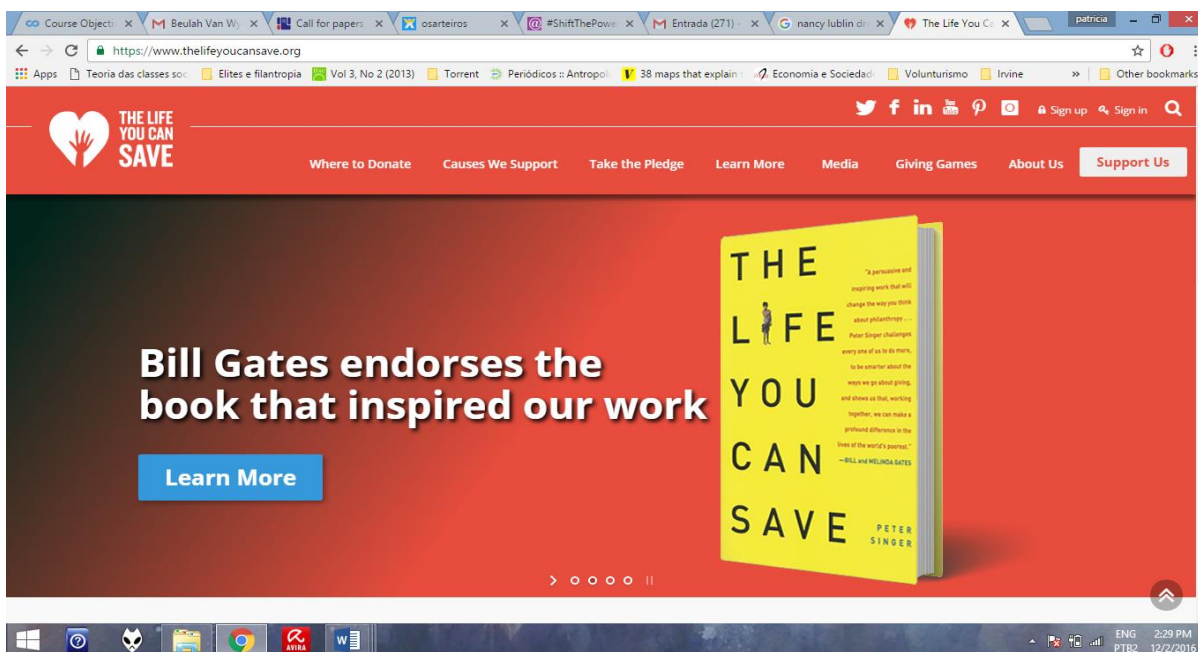 Course Objecti
Beulah Van Wy
Call for papers
osarteiros
#ShiftThePowe
Entrada (271) -
nancy lublin dr
The Life You Ca
patricia
https://www.thelifeyoucansave.org
Apps
Teoria das classes soc
Elites e filantropia
Vol 3, No 2 (2013)
Torrent
Periódicos :: Antropol
38 maps that explain
Economia e Sociedad
Volunturismo
Irvine
»
Other bookmarks
THE LIFE
YOU CAN
SAVE
Sign up
Sign in
Where to Donate
Causes We Support
Take the Pledge
Learn More
Media
Giving Games
About Us
Support Us
Bill Gates endorses the
book that inspired our work
Learn More
THE
LIFE
YOU
CAN
SAVE
"A persuasive and
inspiring work that will
change the way you think
about philanthropy . . .
Peter Singer challenges
every one of us to do more,
to be smarter about the
ways we go about giving,
and shows us that, working
together, we can make a
profound difference in the
lives of the world's poorest."
—BILL and MELINDA GATES
PETER
SINGER
AVIRA
ENG
PTB2
2:29 PM
12/2/2016